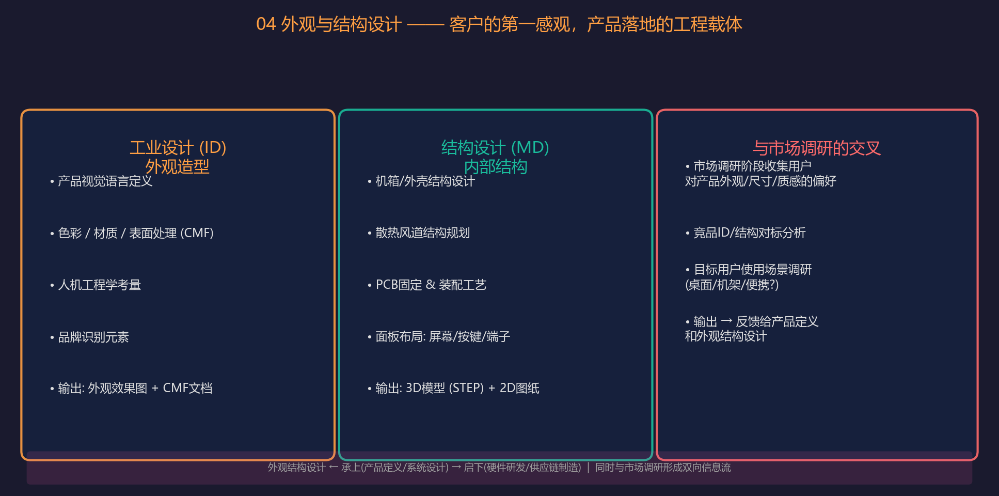 04 外观与结构设计 —— 客户的第一感观，产品落地的工程载体
工业设计 (ID)
外观造型
• 产品视觉语言定义
• 色彩 / 材质 / 表面处理 (CMF)
• 人机工程学考量
• 品牌识别元素
• 输出: 外观效果图 + CMF文档
结构设计 (MD)
内部结构
• 机箱/外壳结构设计
• 散热风道结构规划
• PCB固定 & 装配工艺
• 面板布局: 屏幕/按键/端子
• 输出: 3D模型 (STEP) + 2D图纸
与市场调研的交叉
• 市场调研阶段收集用户
对产品外观/尺寸/质感的偏好
• 竞品ID/结构对标分析
• 目标用户使用场景调研
(桌面/机架/便携?)
• 输出 → 反馈给产品定义
和外观结构设计
外观结构设计 ← 承上(产品定义/系统设计) → 启下(硬件研发/供应链制造) | 同时与市场调研形成双向信息流